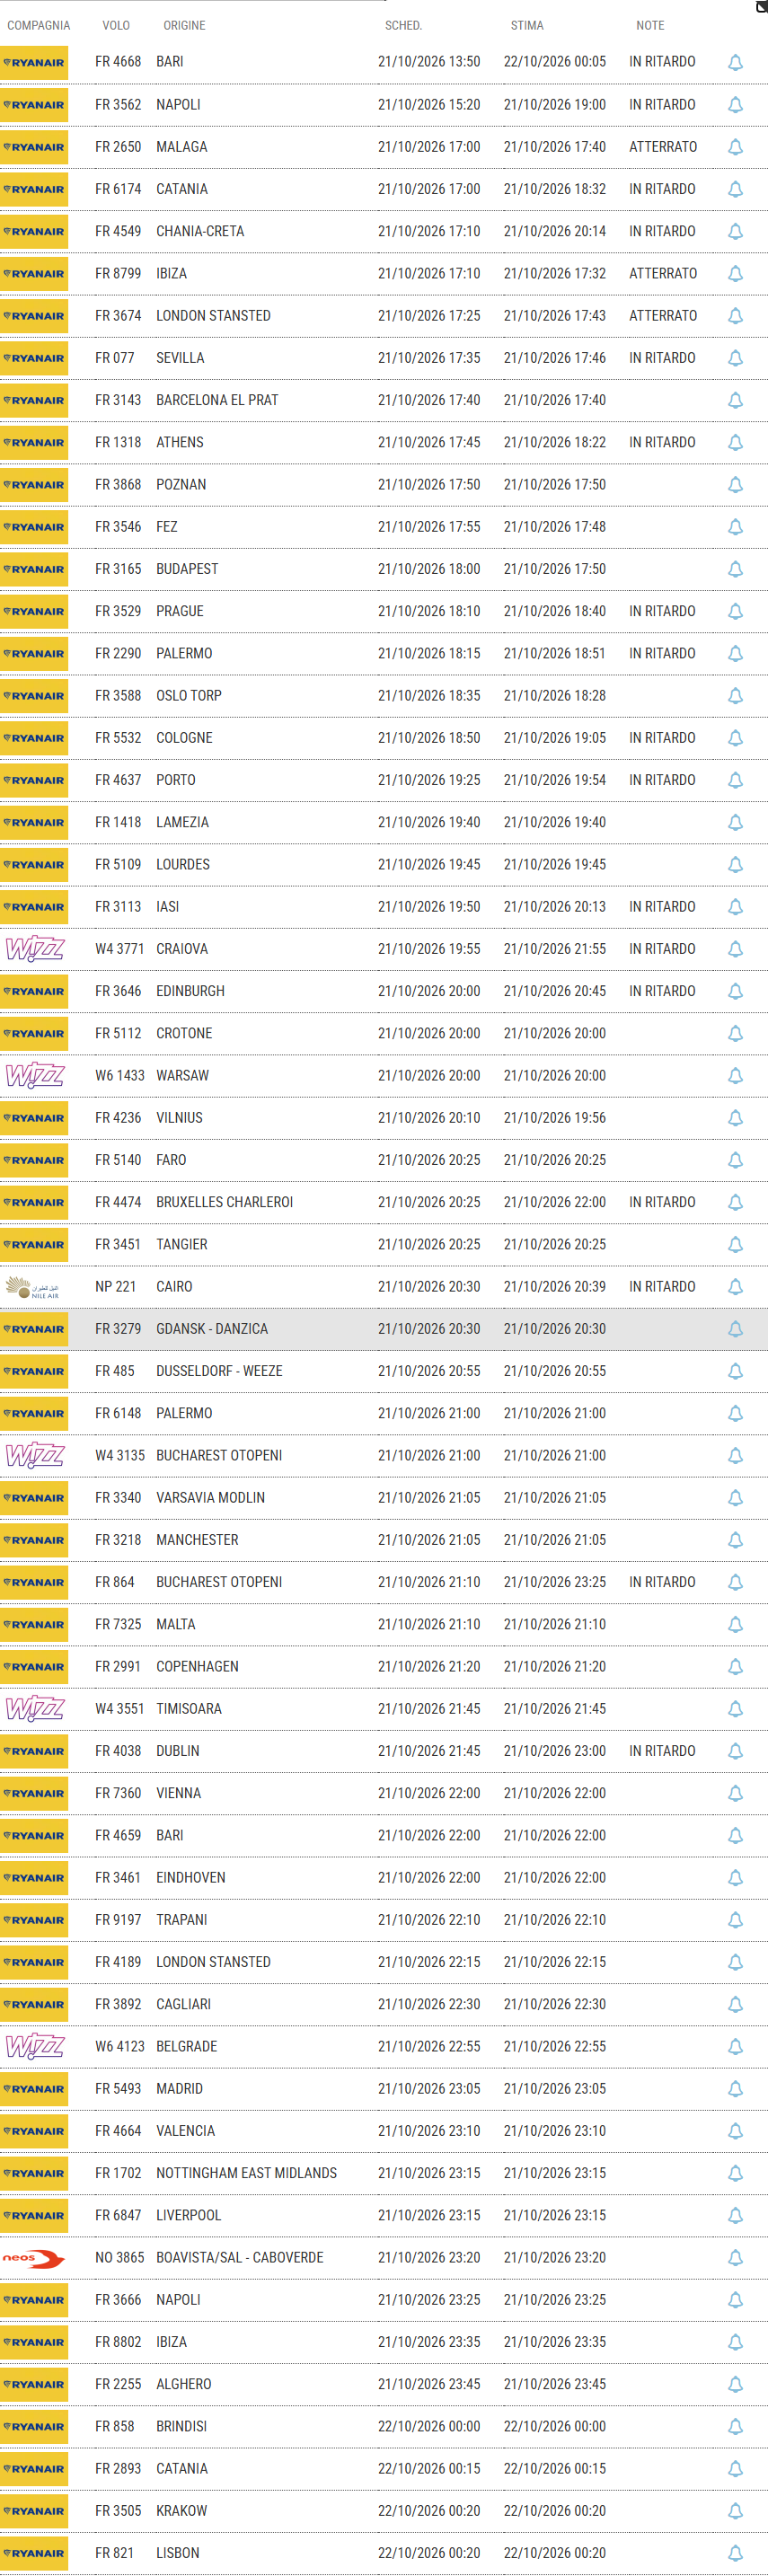 COMPAGNIA VOLO ORIGINE SCHED. STIMA NOTE
RYANAIR FR 4668 BARI 21/10/2026 13:50 22/10/2026 00:05 IN RITARDO
RYANAIR FR 3562 NAPOLI 21/10/2026 15:20 21/10/2026 19:00 IN RITARDO
RYANAIR FR 2650 MALAGA 21/10/2026 17:00 21/10/2026 17:40 ATTERRATO
RYANAIR FR 6174 CATANIA 21/10/2026 17:00 21/10/2026 18:32 IN RITARDO
RYANAIR FR 4549 CHANIA-CRETA 21/10/2026 17:10 21/10/2026 20:14 IN RITARDO
RYANAIR FR 8799 IBIZA 21/10/2026 17:10 21/10/2026 17:32 ATTERRATO
RYANAIR FR 3674 LONDON STANSTED 21/10/2026 17:25 21/10/2026 17:43 ATTERRATO
RYANAIR FR 077 SEVILLA 21/10/2026 17:35 21/10/2026 17:46 IN RITARDO
RYANAIR FR 3143 BARCELONA EL PRAT 21/10/2026 17:40 21/10/2026 17:40
RYANAIR FR 1318 ATHENS 21/10/2026 17:45 21/10/2026 18:22 IN RITARDO
RYANAIR FR 3868 POZNAN 21/10/2026 17:50 21/10/2026 17:50
RYANAIR FR 3546 FEZ 21/10/2026 17:55 21/10/2026 17:48
RYANAIR FR 3165 BUDAPEST 21/10/2026 18:00 21/10/2026 17:50
RYANAIR FR 3529 PRAGUE 21/10/2026 18:10 21/10/2026 18:40 IN RITARDO
RYANAIR FR 2290 PALERMO 21/10/2026 18:15 21/10/2026 18:51 IN RITARDO
RYANAIR FR 3588 OSLO TORP 21/10/2026 18:35 21/10/2026 18:28
RYANAIR FR 5532 COLOGNE 21/10/2026 18:50 21/10/2026 19:05 IN RITARDO
RYANAIR FR 4637 PORTO 21/10/2026 19:25 21/10/2026 19:54 IN RITARDO
RYANAIR FR 1418 LAMEZIA 21/10/2026 19:40 21/10/2026 19:40
RYANAIR FR 5109 LOURDES 21/10/2026 19:45 21/10/2026 19:45
RYANAIR FR 3113 IASI 21/10/2026 19:50 21/10/2026 20:13 IN RITARDO
WIZZ W4 3771 CRAIOVA 21/10/2026 19:55 21/10/2026 21:55 IN RITARDO
RYANAIR FR 3646 EDINBURGH 21/10/2026 20:00 21/10/2026 20:45 IN RITARDO
RYANAIR FR 5112 CROTONE 21/10/2026 20:00 21/10/2026 20:00
WIZZ W6 1433 WARSAW 21/10/2026 20:00 21/10/2026 20:00
RYANAIR FR 4236 VILNIUS 21/10/2026 20:10 21/10/2026 19:56
RYANAIR FR 5140 FARO 21/10/2026 20:25 21/10/2026 20:25
RYANAIR FR 4474 BRUXELLES CHARLEROI 21/10/2026 20:25 21/10/2026 22:00 IN RITARDO
RYANAIR FR 3451 TANGIER 21/10/2026 20:25 21/10/2026 20:25
النيل للطيران
NILE AIR NP 221 CAIRO 21/10/2026 20:30 21/10/2026 20:39 IN RITARDO
RYANAIR FR 3279 GDANSK - DANZICA 21/10/2026 20:30 21/10/2026 20:30
RYANAIR FR 485 DUSSELDORF - WEEZE 21/10/2026 20:55 21/10/2026 20:55
RYANAIR FR 6148 PALERMO 21/10/2026 21:00 21/10/2026 21:00
WIZZ W4 3135 BUCHAREST OTOPENI 21/10/2026 21:00 21/10/2026 21:00
RYANAIR FR 3340 VARSAVIA MODLIN 21/10/2026 21:05 21/10/2026 21:05
RYANAIR FR 3218 MANCHESTER 21/10/2026 21:05 21/10/2026 21:05
RYANAIR FR 864 BUCHAREST OTOPENI 21/10/2026 21:10 21/10/2026 23:25 IN RITARDO
RYANAIR FR 7325 MALTA 21/10/2026 21:10 21/10/2026 21:10
RYANAIR FR 2991 COPENHAGEN 21/10/2026 21:20 21/10/2026 21:20
WIZZ W4 3551 TIMISOARA 21/10/2026 21:45 21/10/2026 21:45
RYANAIR FR 4038 DUBLIN 21/10/2026 21:45 21/10/2026 23:00 IN RITARDO
RYANAIR FR 7360 VIENNA 21/10/2026 22:00 21/10/2026 22:00
RYANAIR FR 4659 BARI 21/10/2026 22:00 21/10/2026 22:00
RYANAIR FR 3461 EINDHOVEN 21/10/2026 22:00 21/10/2026 22:00
RYANAIR FR 9197 TRAPANI 21/10/2026 22:10 21/10/2026 22:10
RYANAIR FR 4189 LONDON STANSTED 21/10/2026 22:15 21/10/2026 22:15
RYANAIR FR 3892 CAGLIARI 21/10/2026 22:30 21/10/2026 22:30
WIZZ W6 4123 BELGRADE 21/10/2026 22:55 21/10/2026 22:55
RYANAIR FR 5493 MADRID 21/10/2026 23:05 21/10/2026 23:05
RYANAIR FR 4664 VALENCIA 21/10/2026 23:10 21/10/2026 23:10
RYANAIR FR 1702 NOTTINGHAM EAST MIDLANDS 21/10/2026 23:15 21/10/2026 23:15
RYANAIR FR 6847 LIVERPOOL 21/10/2026 23:15 21/10/2026 23:15
neos NO 3865 BOAVISTA/SAL - CABOVERDE 21/10/2026 23:20 21/10/2026 23:20
RYANAIR FR 3666 NAPOLI 21/10/2026 23:25 21/10/2026 23:25
RYANAIR FR 8802 IBIZA 21/10/2026 23:35 21/10/2026 23:35
RYANAIR FR 2255 ALGHERO 21/10/2026 23:45 21/10/2026 23:45
RYANAIR FR 858 BRINDISI 22/10/2026 00:00 22/10/2026 00:00
RYANAIR FR 2893 CATANIA 22/10/2026 00:15 22/10/2026 00:15
RYANAIR FR 3505 KRAKOW 22/10/2026 00:20 22/10/2026 00:20
RYANAIR FR 821 LISBON 22/10/2026 00:20 22/10/2026 00:20